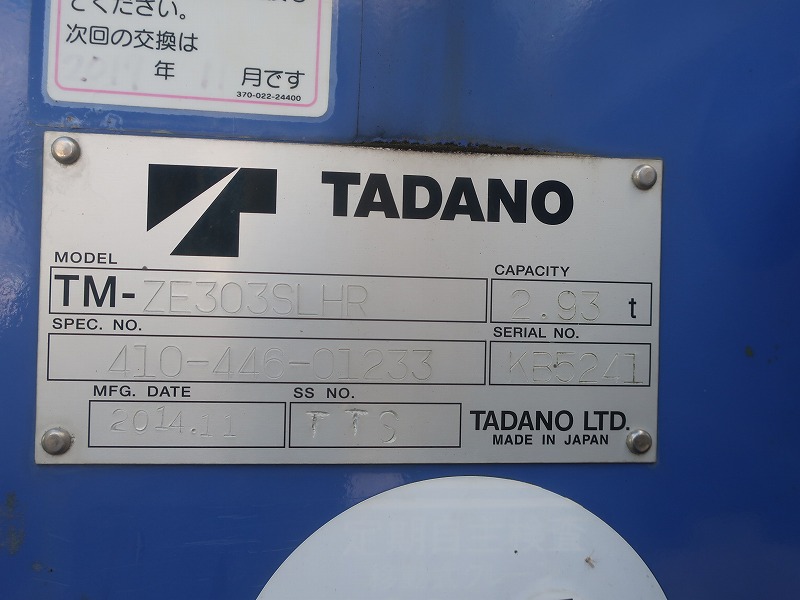 てください。
次回の交換は
年 月です
370-022-24400
TADANO
MODEL
TM-ZE303SLHR
CAPACITY
2.93 t
SPEC. NO.
410-446-01233
SERIAL NO.
KB5241
MFG. DATE
2014.11
SS NO.
TTS
TADANO LTD.
MADE IN JAPAN